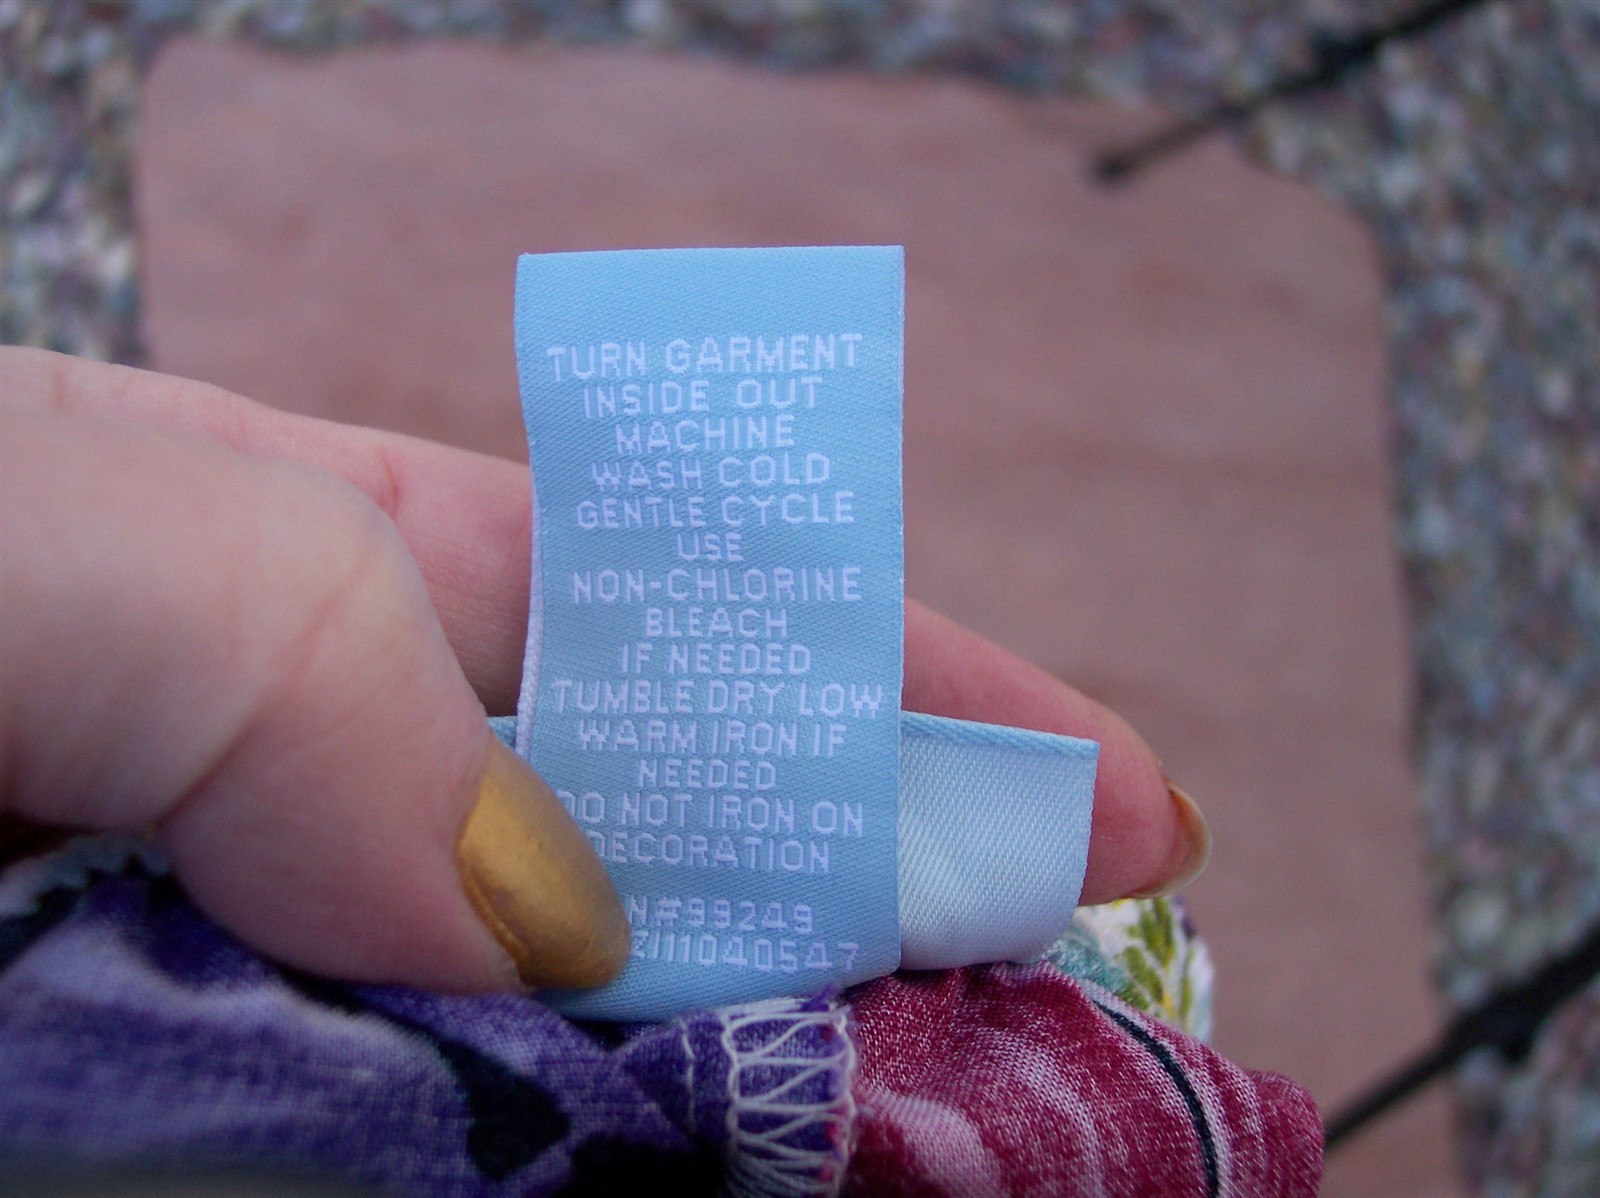 TURN GARMENT
INSIDE OUT
MACHINE
WASH COLD
GENTLE CYCLE
USE
NON-CHLORINE
BLEACH
IF NEEDED
TUMBLE DRY LOW
WARM IRON IF
NEEDED
DO NOT IRON ON
DECORATION
N#99249